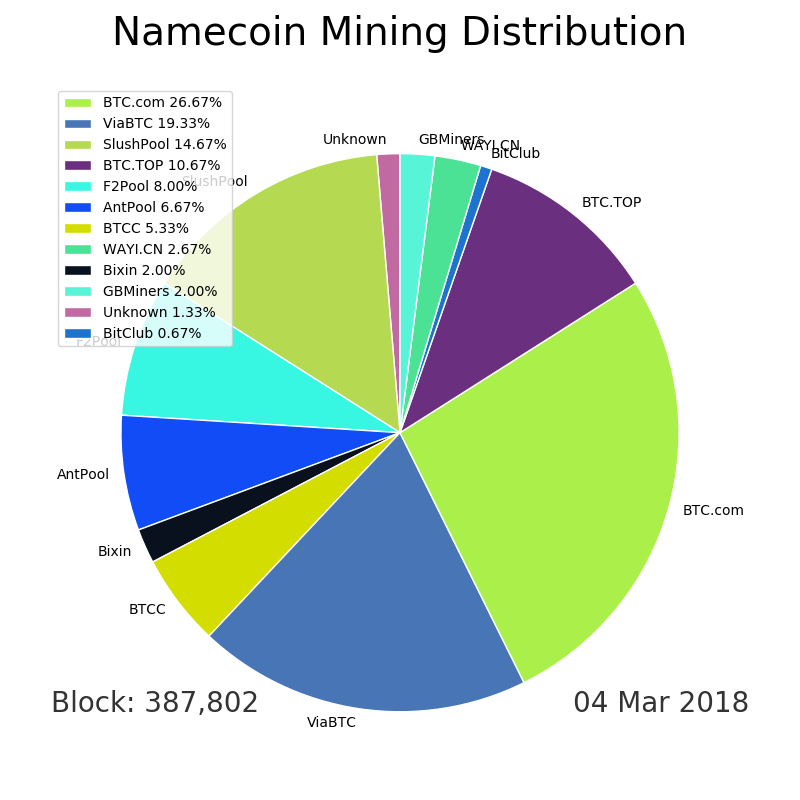 Namecoin Mining Distribution
BTC.com 26.67%
ViaBTC 19.33%
SlushPool 14.67%
BTC.TOP 10.67%
F2Pool 8.00%
AntPool 6.67%
BTCC 5.33%
WAYI.CN 2.67%
Bixin 2.00%
GBMiners 2.00%
Unknown 1.33%
BitClub 0.67%
Unknown
GBMiners
WAYI.CN
BitClub
SlushPool
BTC.TOP
F2Pool
AntPool
BTC.com
Bixin
BTCC
ViaBTC
Block: 387,802
04 Mar 2018